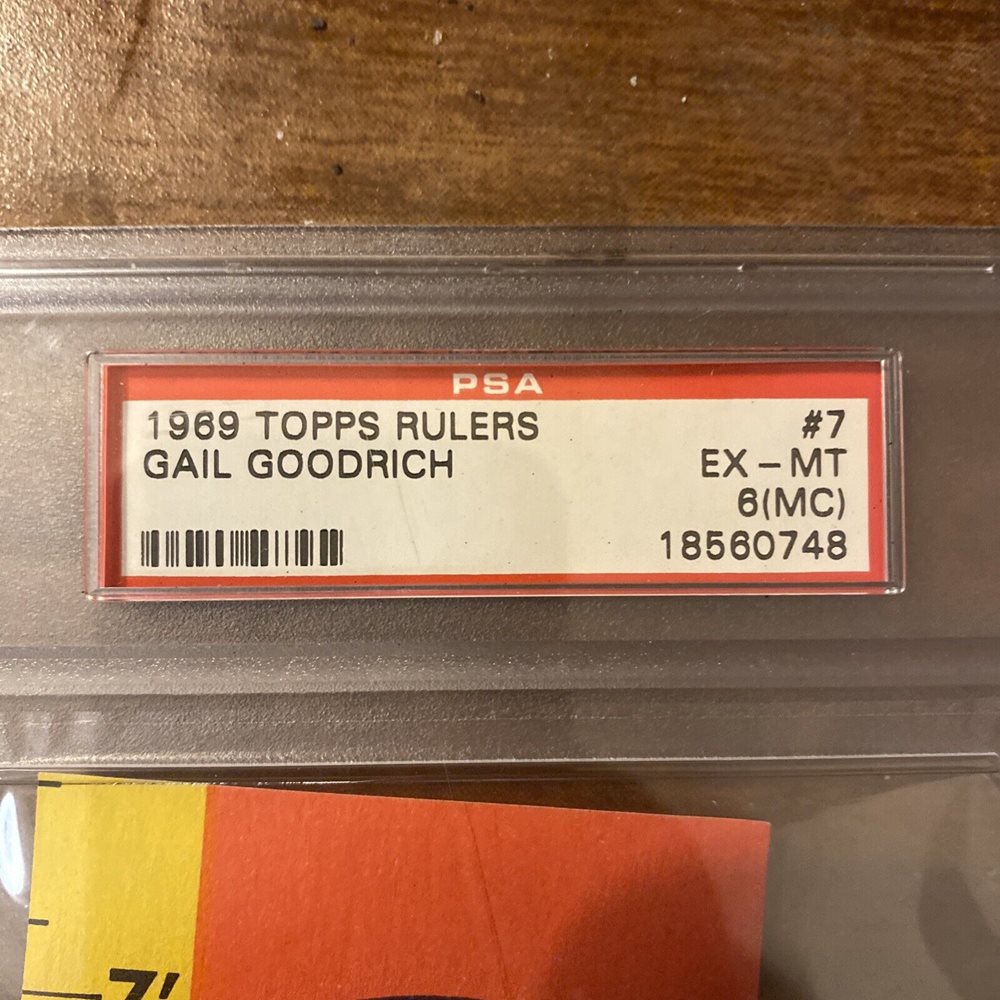 PSA
1969 TOPPS RULERS #7
GAIL GOODRICH EX-MT
6(MC)
18560748
7'